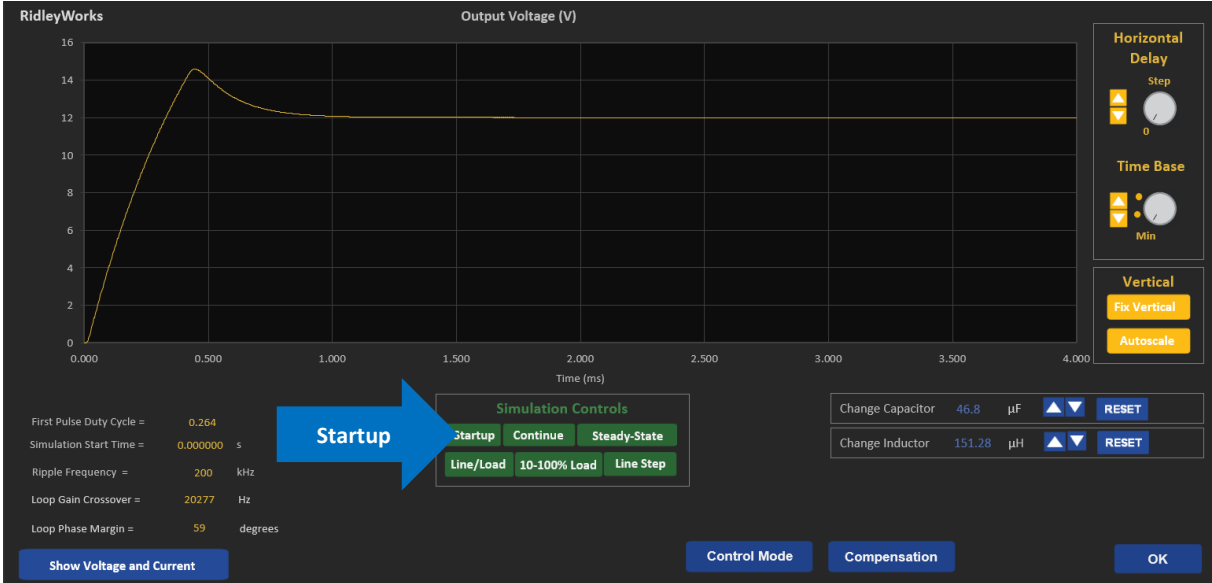 RidleyWorks
Output Voltage (V)
16
14
12
10
8
6
4
2
0
0.000 0.500 1.000 1.500 2.000 2.500 3.000 3.500 4.000
Time (ms)
Horizontal
Delay
Step
0
Time Base
Min
Vertical
Fix Vertical
Autoscale
First Pulse Duty Cycle = 0.264
Simulation Start Time = 0.000000 s
Ripple Frequency = 200 kHz
Loop Gain Crossover = 20277 Hz
Loop Phase Margin = 59 degrees
Show Voltage and Current
Startup
Simulation Controls
Startup Continue Steady-State
Line/Load 10-100% Load Line Step
Change Capacitor 46.8 μF RESET
Change Inductor 151.28 μH RESET
Control Mode Compensation OK